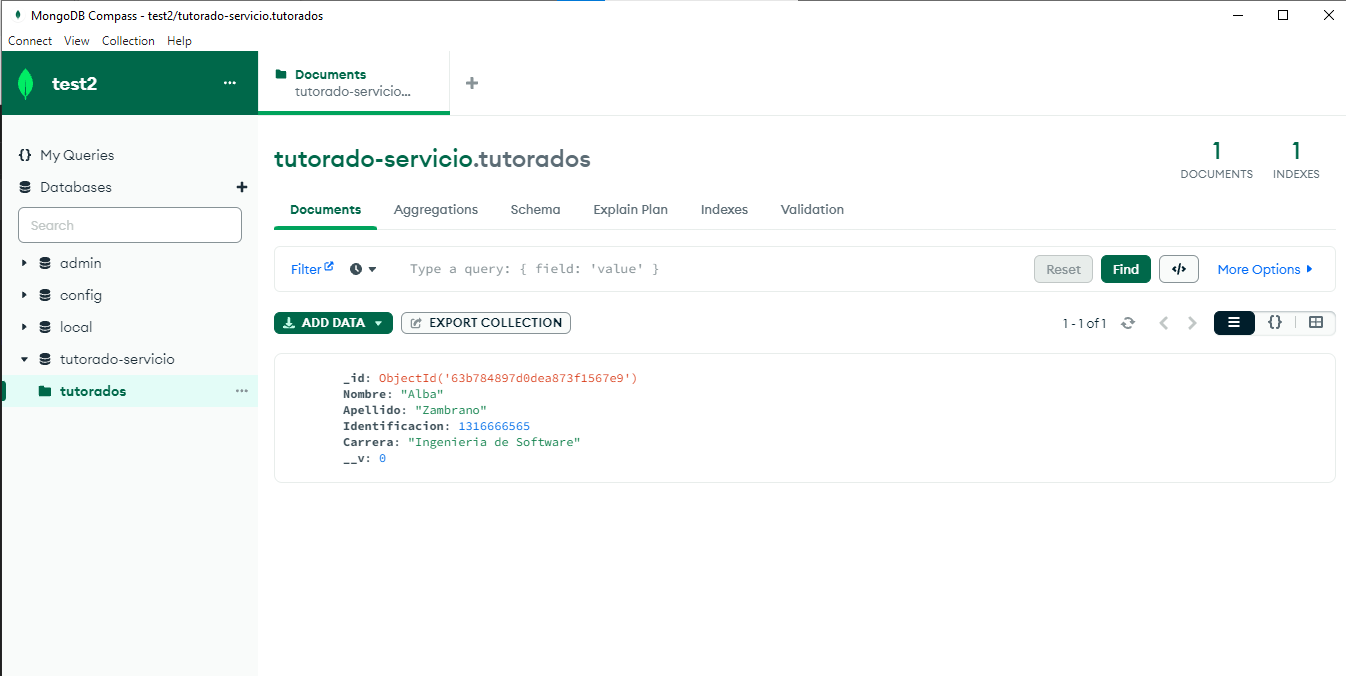 MongoDB Compass - test2/tutorado-servicio.tutorados
Connect View Collection Help
test2
Documents
tutorado-servicio...
My Queries
Databases
Search
admin
config
local
tutorado-servicio
tutorados
tutorado-servicio.tutorados
1 1
DOCUMENTS INDEXES
Documents Aggregations Schema Explain Plan Indexes Validation
Filter Type a query: { field: 'value' } Reset Find </> More Options
ADD DATA EXPORT COLLECTION 1 - 1 of 1 {}
_id: ObjectId('63b784897d0dea873f1567e9')
Nombre: "Alba"
Apellido: "Zambrano"
Identificacion: 1316666565
Carrera: "Ingenieria de Software"
__v: 0